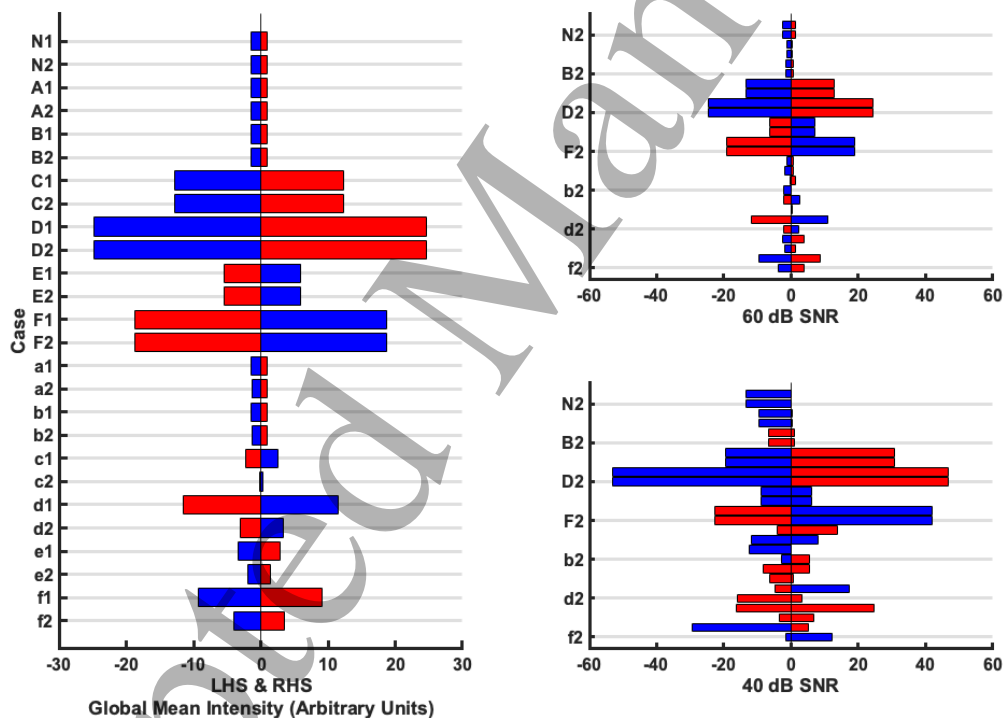 N1
N2
A1
A2
B1
B2
C1
C2
D1
D2
E1
E2
F1
F2
a1
a2
b1
b2
c1
c2
d1
d2
e1
e2
f1
f2
Case
-30 -20 -10 0 10 20 30
LHS & RHS
Global Mean Intensity (Arbitrary Units)
N2
B2
D2
F2
b2
d2
f2
-60 -40 -20 0 20 40 60
60 dB SNR
N2
B2
D2
F2
b2
d2
f2
-60 -40 -20 0 20 40 60
40 dB SNR
pted Man